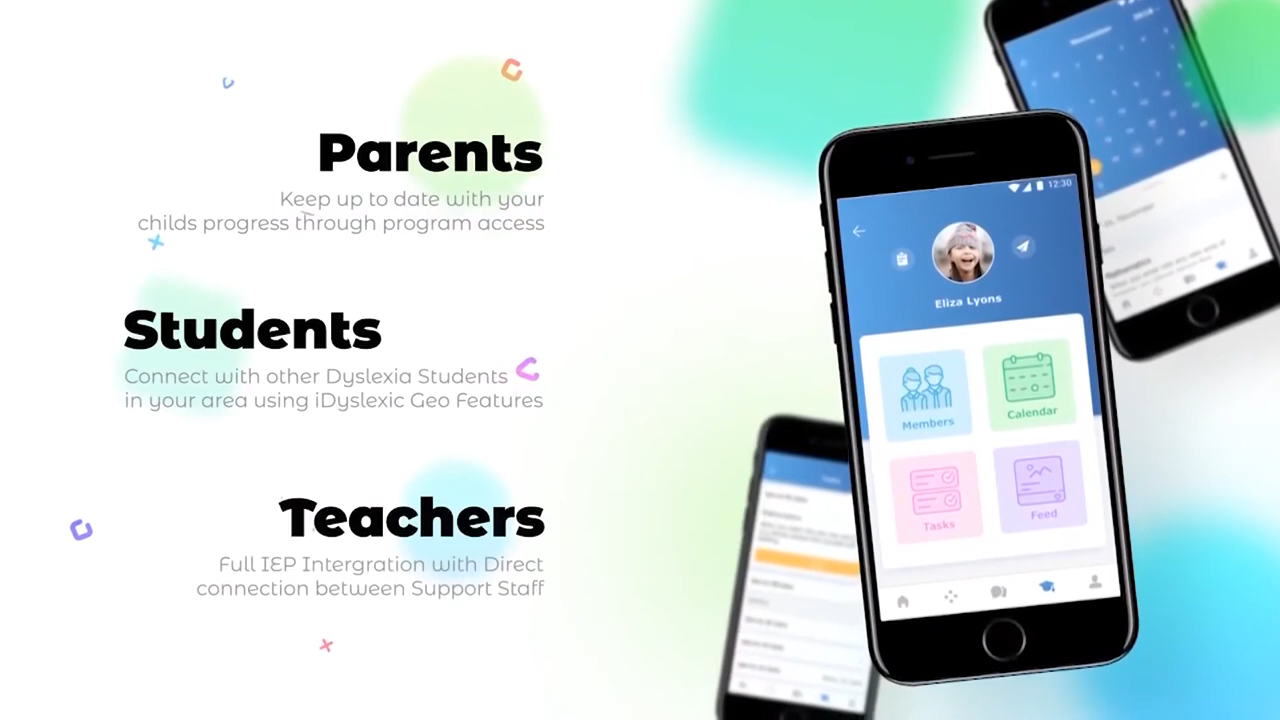 Parents
Keep up to date with your
childs progress through program access
Students
Connect with other Dyslexia Students
in your area using iDyslexic Geo Features
Teachers
Full IEP Intergration with Direct
connection between Support Staff
12:30
Eliza Lyons
Members
Calendar
Tasks
Feed